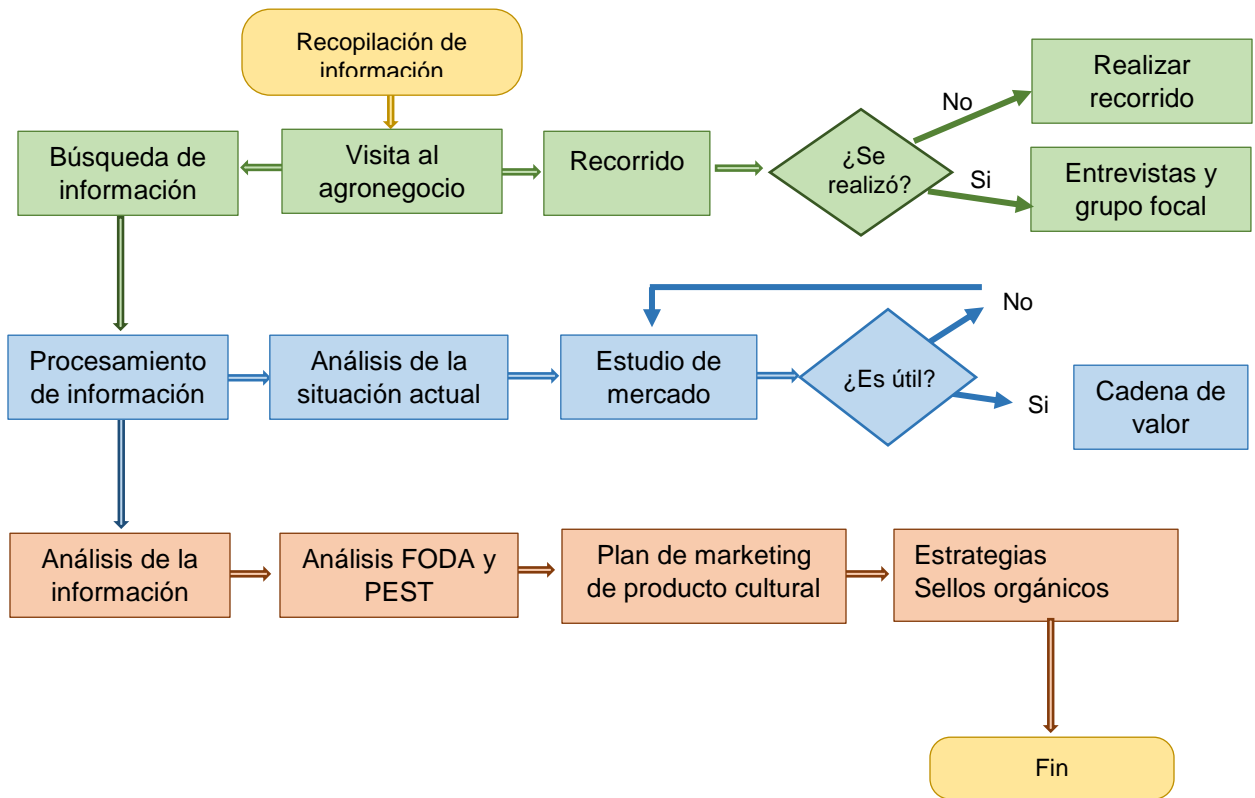 Recopilación de
información
Realizar
recorrido
No
Búsqueda de
información
Visita al
agronegocio
Recorrido
¿Se
realizó?
Si
Entrevistas y
grupo focal
No
Procesamiento
de información
Análisis de la
situación actual
Estudio de
mercado
¿Es útil?
Si
Cadena de
valor
Análisis de la
información
Análisis FODA y
PEST
Plan de marketing
de producto cultural
Estrategias
Sellos orgánicos
Fin